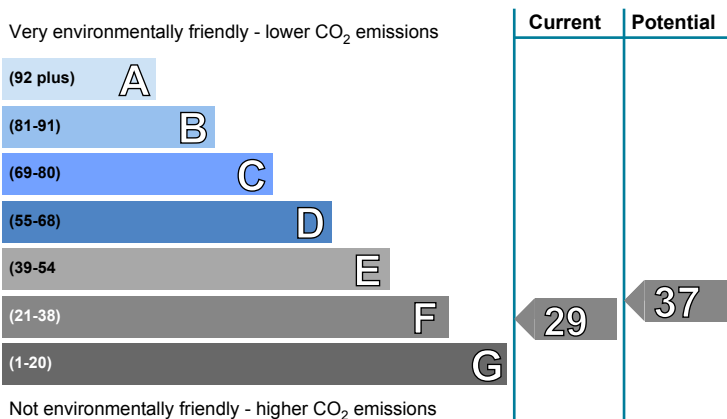 Current Potential
Very environmentally friendly - lower CO2 emissions
(92 plus) A
(81-91) B
(69-80) C
(55-68) D
(39-54 E
(21-38) F 29 37
(1-20) G
Not environmentally friendly - higher CO2 emissions